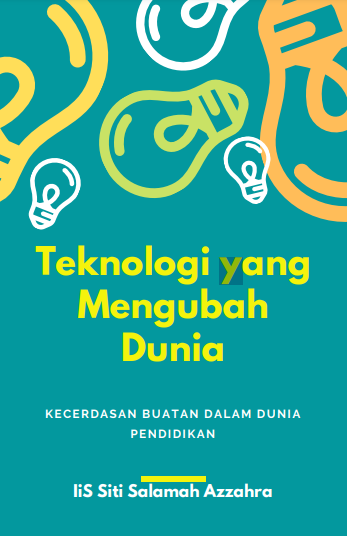 Teknologi yang
Mengubah
Dunia
KECERDASAN BUATAN DALAM DUNIA
PENDIDIKAN
IiS Siti Salamah Azzahra